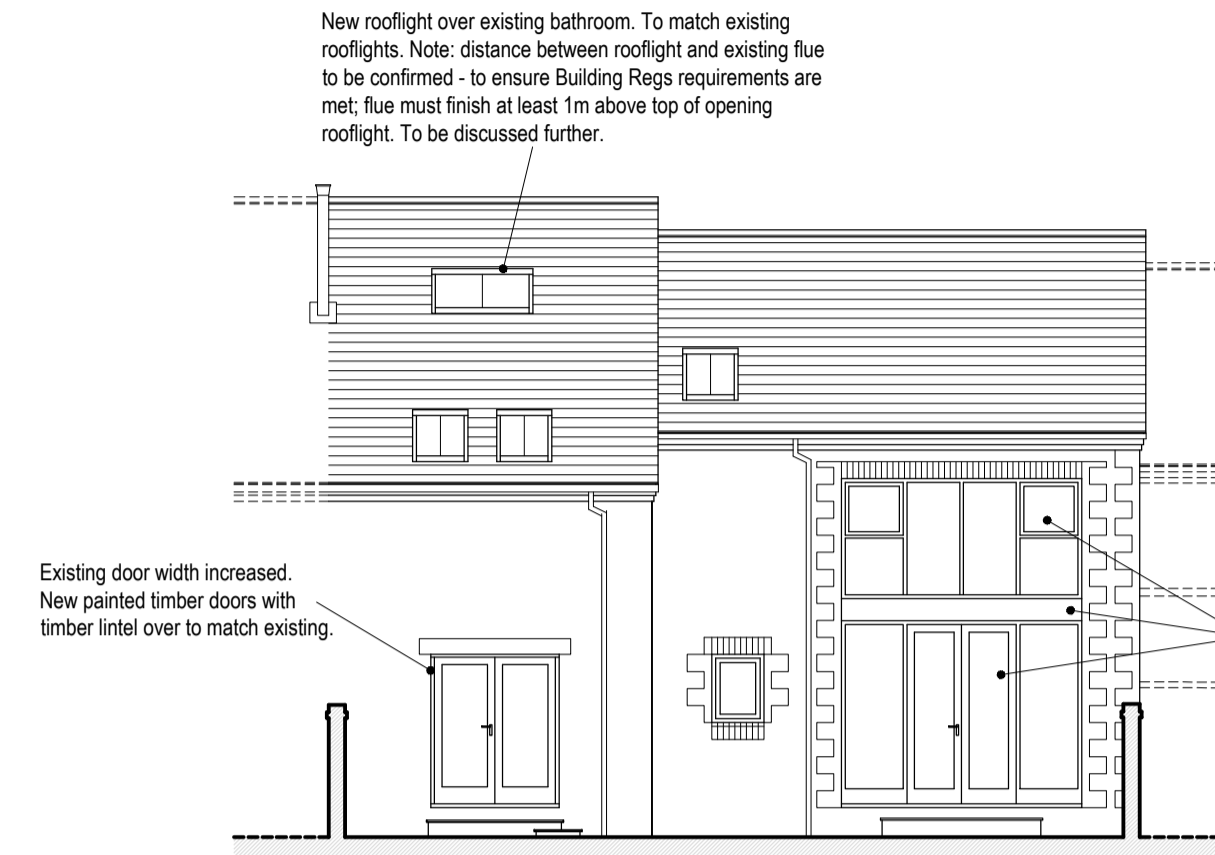 New rooflight over existing bathroom. To match existing
rooflights. Note: distance between rooflight and existing flue
to be confirmed - to ensure Building Regs requirements are
met; flue must finish at least 1m above top of opening
rooflight. To be discussed further.
Existing door width increased.
New painted timber doors with
timber lintel over to match existing.